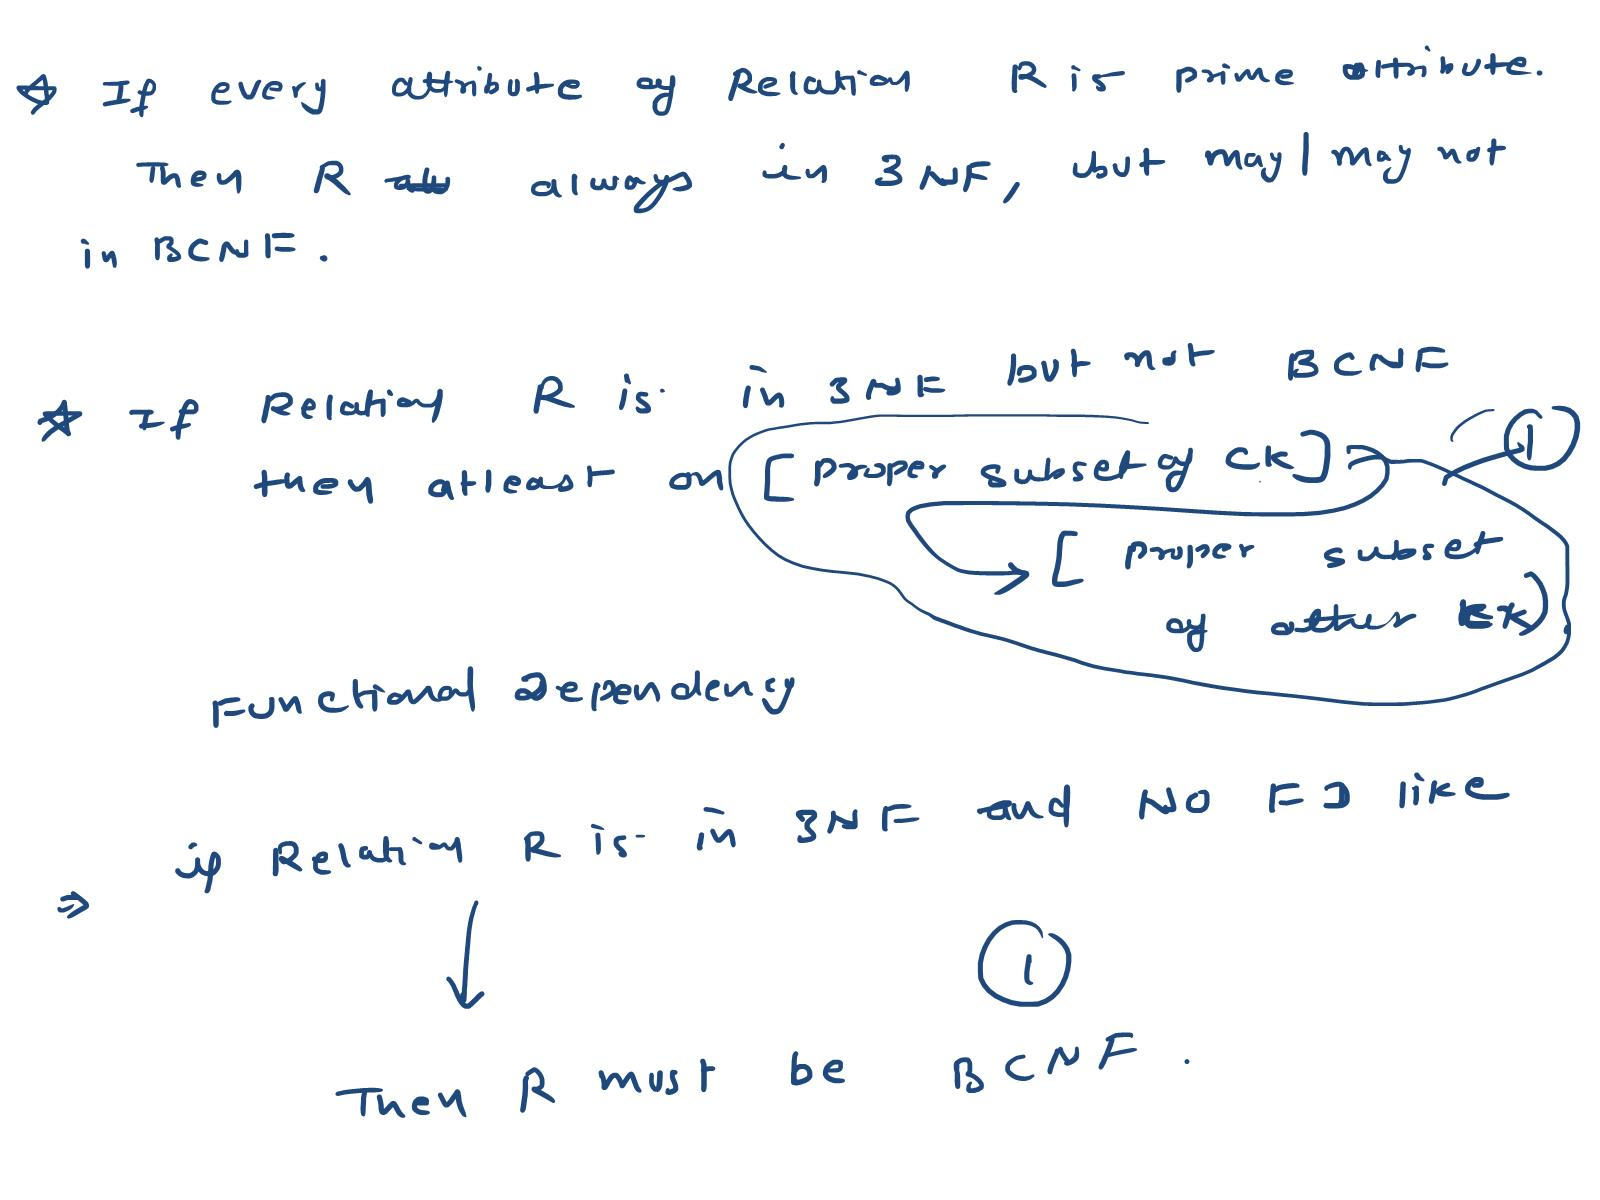 ☆ If every attribute of Relation R is prime attribute.
Then R always in 3NF, but may/may not
in BCNF.
☆ If Relation R is in 3NF but not BCNF
then atleast on [proper subset of CK] ①
→ [proper subset
of other CK)
Functional Dependency
⇒ if Relation R is in 3NF and NO FD like
↓ ①
Then R must be BCNF.